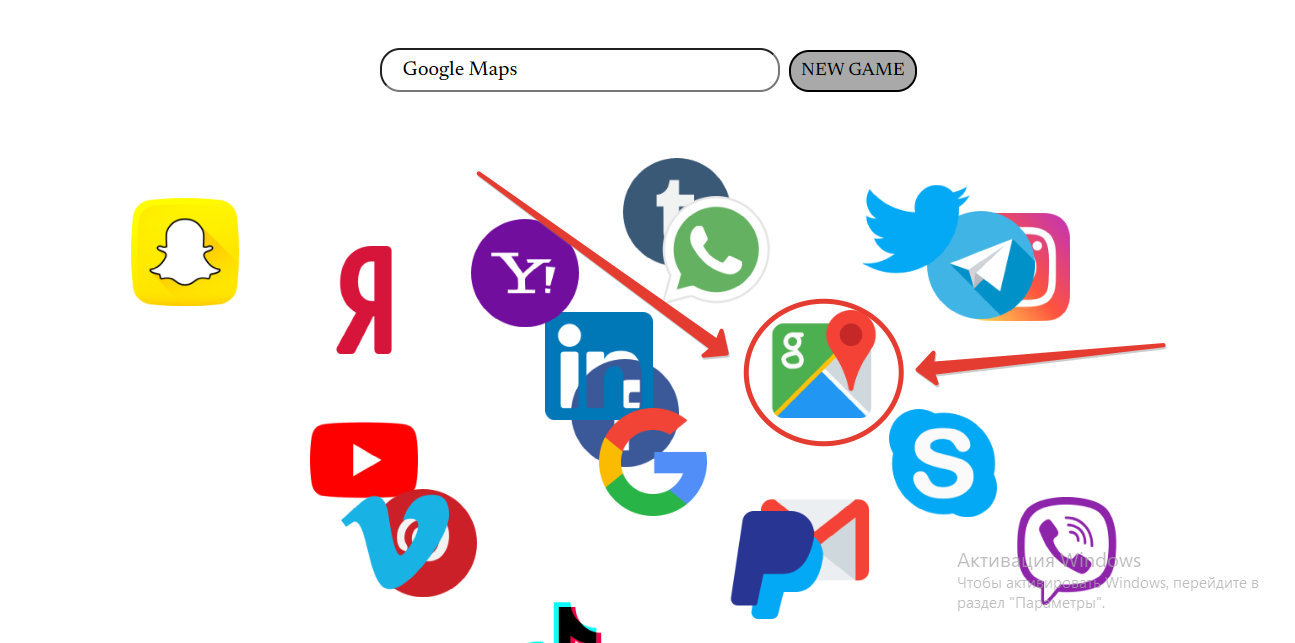 Google Maps
NEW GAME
t
Y!
in
g
f
G
S
Я
Активация Windows
Чтобы активировать Windows, перейдите в
раздел "Параметры".